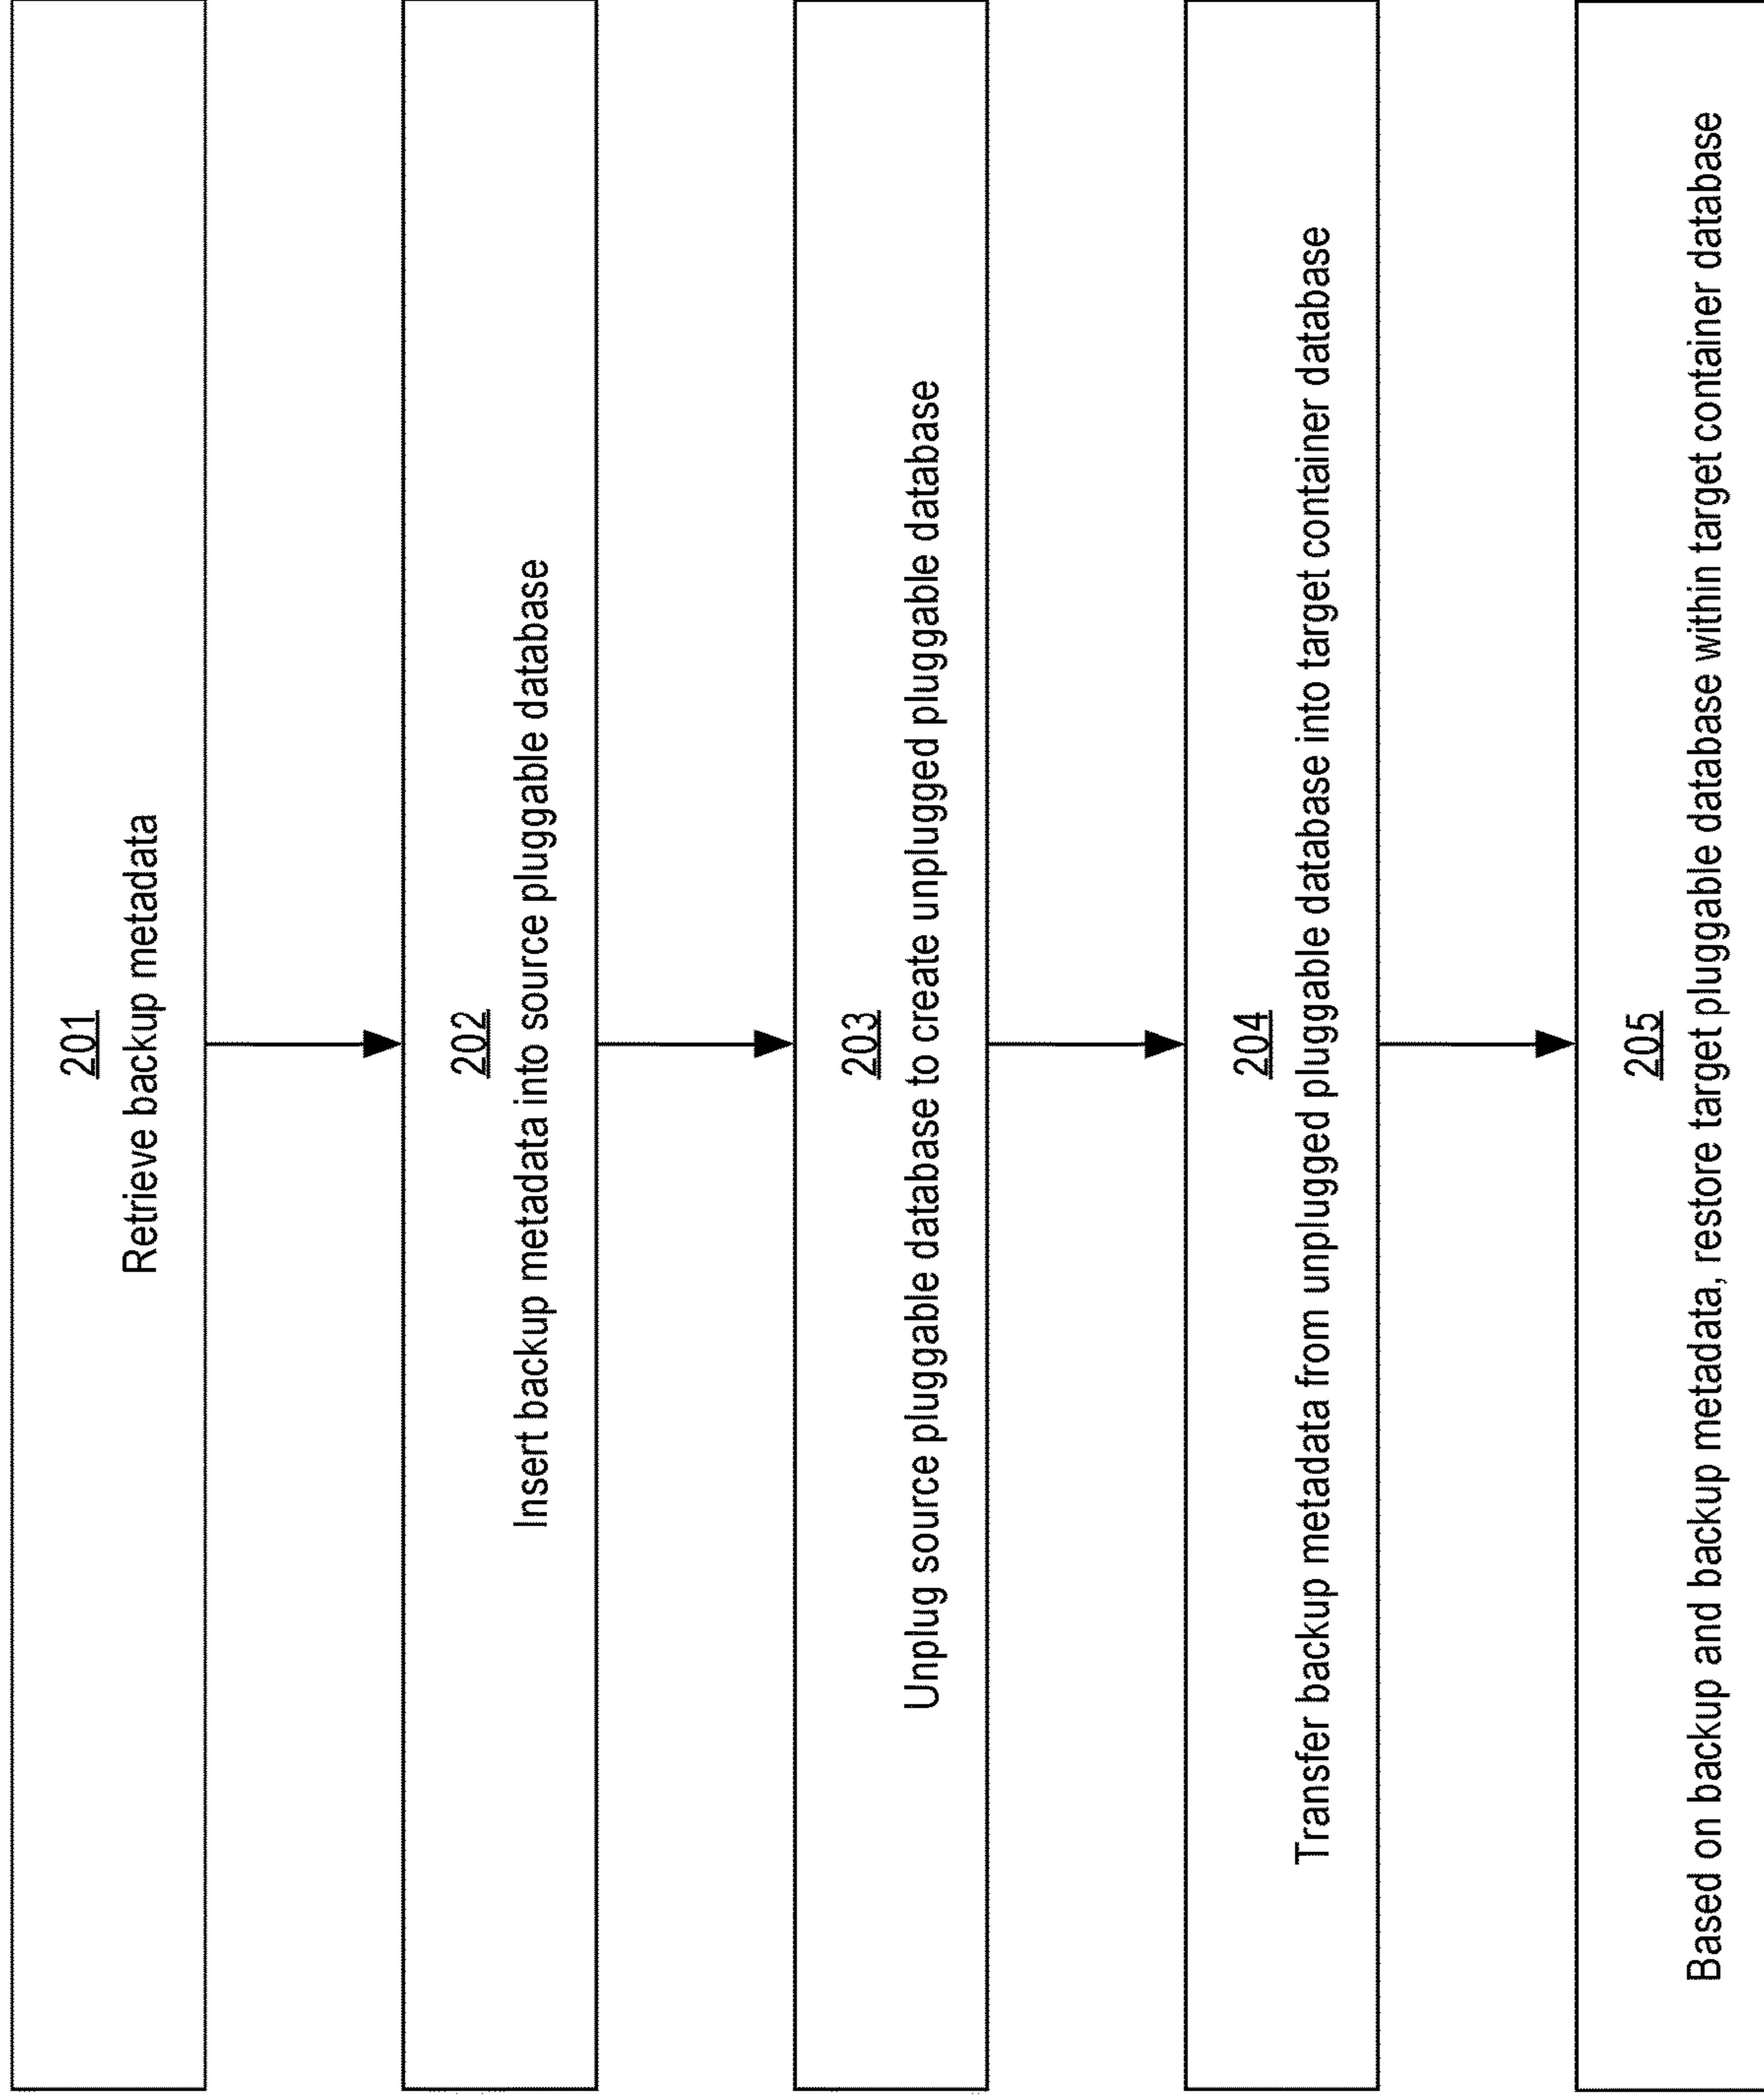 201
Retrieve backup metadata
202
Insert backup metadata into source pluggable database
203
Unplug source pluggable database to create unplugged pluggable database
204
Transfer backup metadata from unplugged pluggable database into target container database
205
Based on backup and backup metadata, restore target pluggable database within target container database